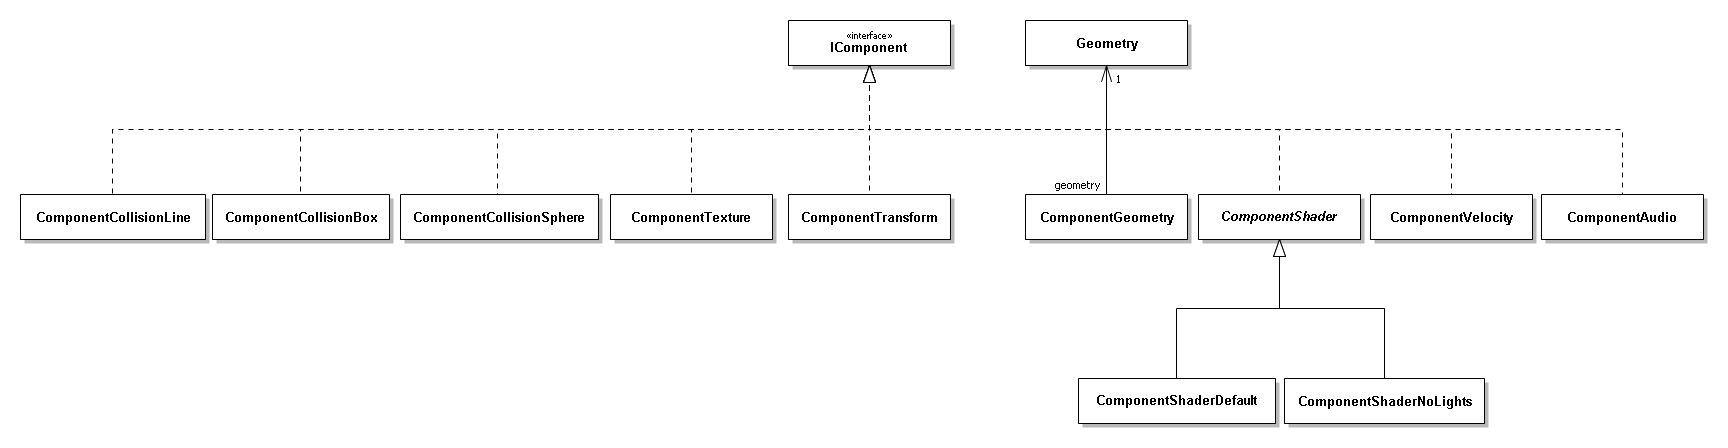 «interface»
IComponent
Geometry
1
geometry
ComponentCollisionLine
ComponentCollisionBox
ComponentCollisionSphere
ComponentTexture
ComponentTransform
ComponentGeometry
ComponentShader
ComponentVelocity
ComponentAudio
ComponentShaderDefault
ComponentShaderNoLights